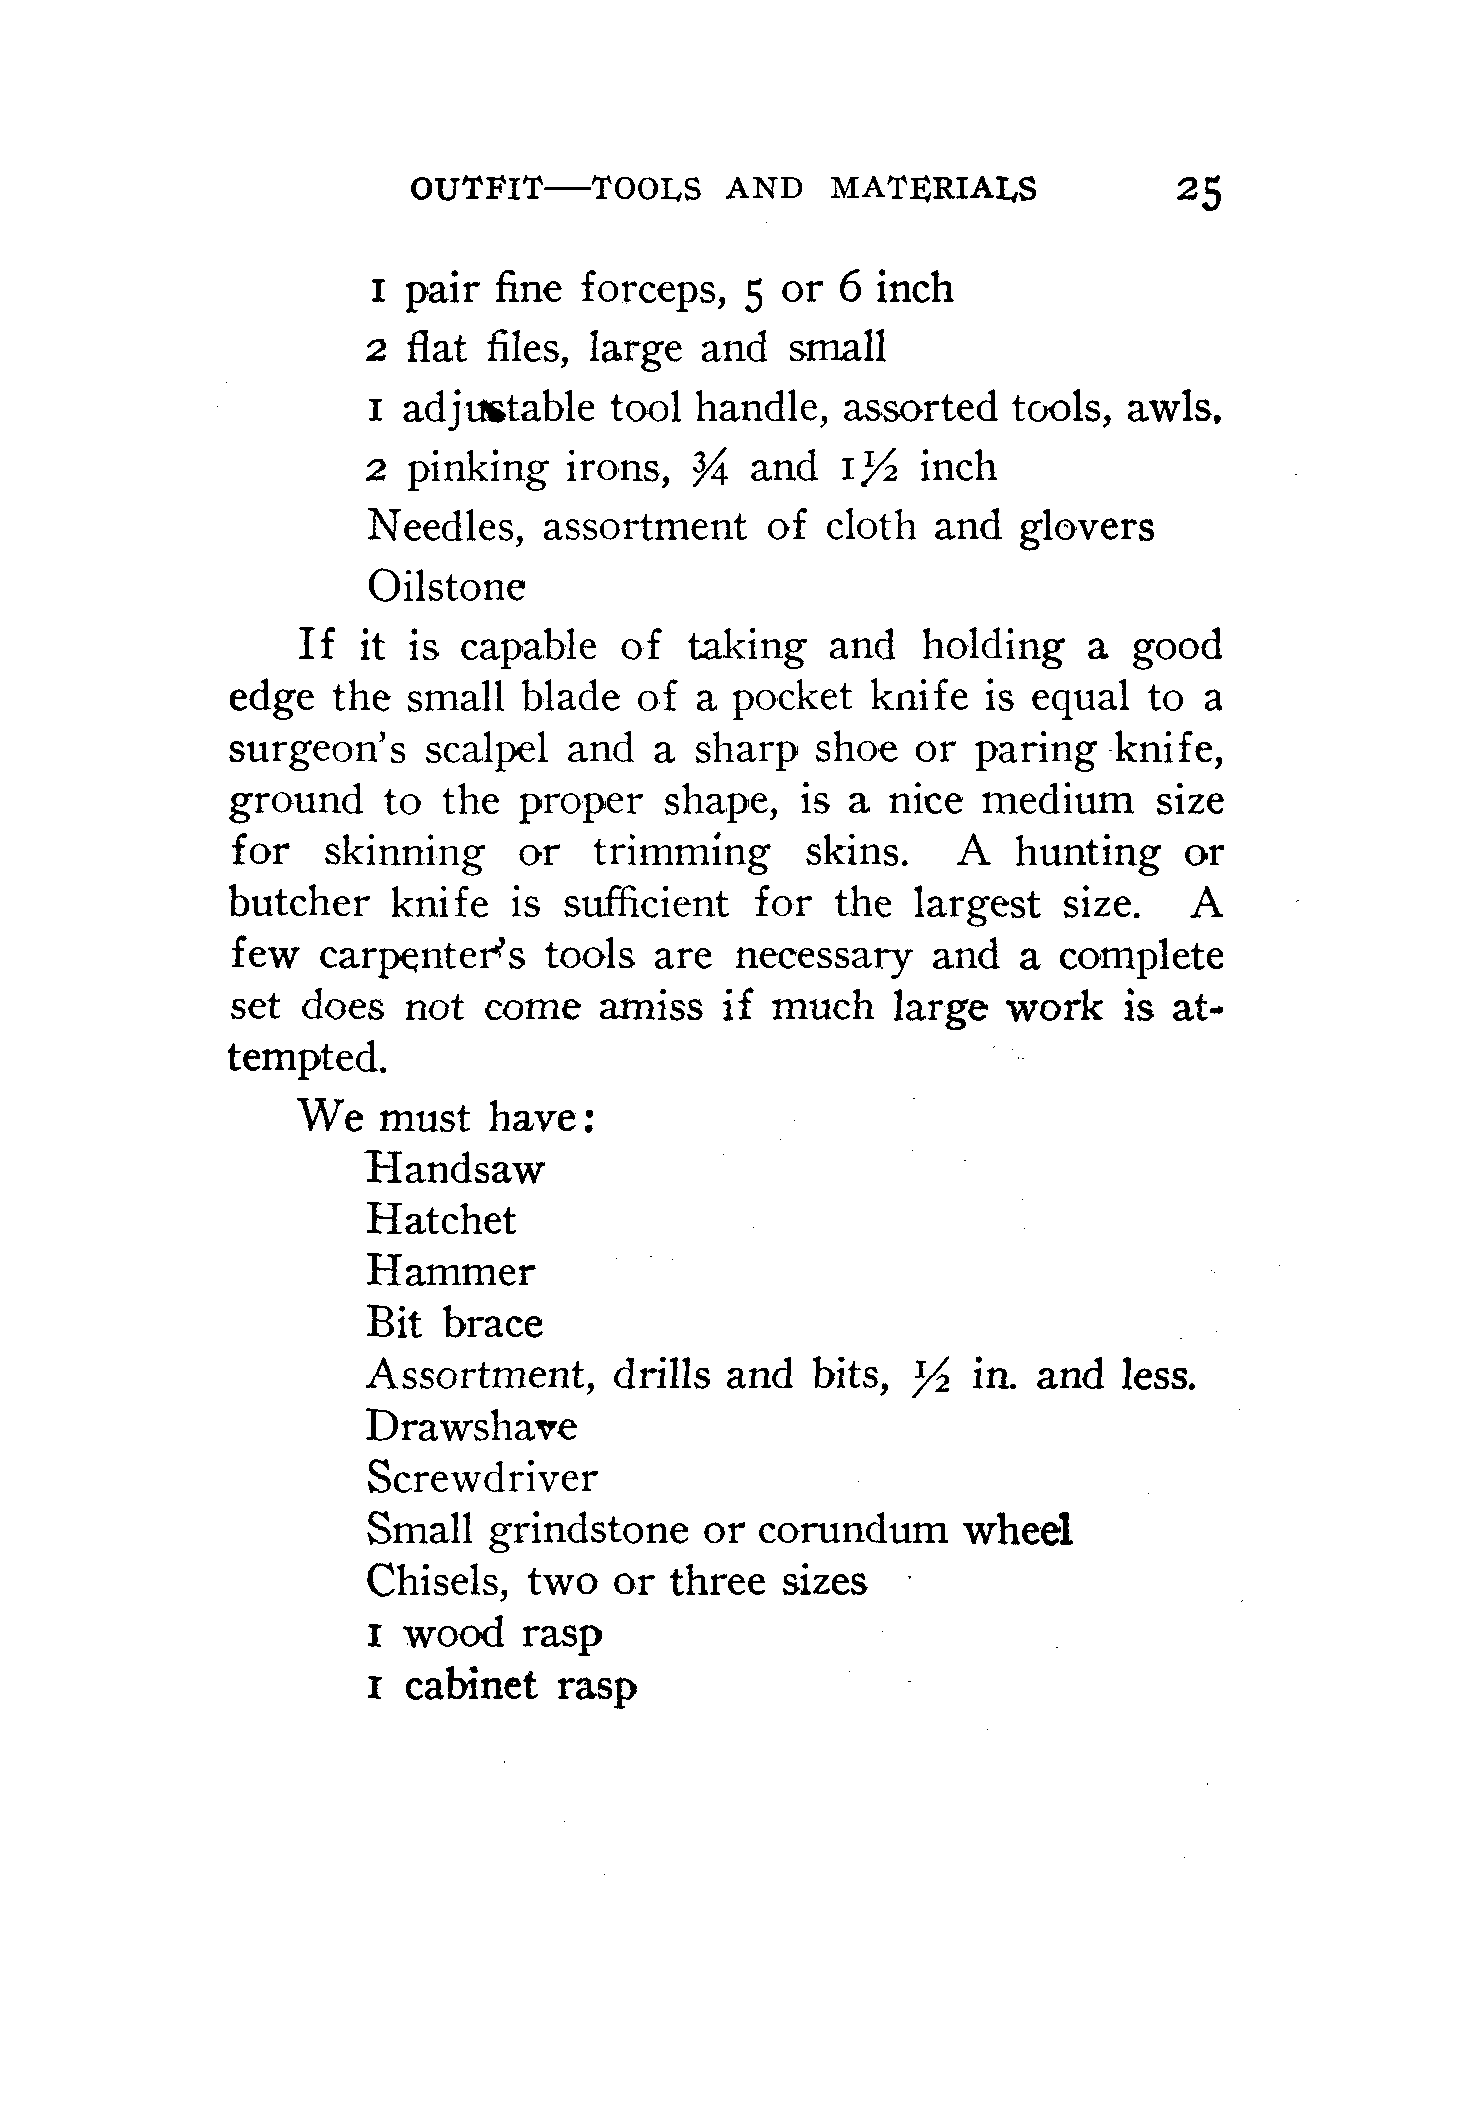 OUTFIT—TOOLS AND MATERIALS 25
1 pair fine forceps, 5 or 6 inch
2 flat files, large and small
1 adjustable tool handle, assorted tools, awls.
2 pinking irons, ¾ and 1½ inch
Needles, assortment of cloth and glovers
Oilstone
If it is capable of taking and holding a good
edge the small blade of a pocket knife is equal to a
surgeon's scalpel and a sharp shoe or paring knife,
ground to the proper shape, is a nice medium size
for skinning or trimming skins. A hunting or
butcher knife is sufficient for the largest size. A
few carpenter's tools are necessary and a complete
set does not come amiss if much large work is at-
tempted.
We must have:
Handsaw
Hatchet
Hammer
Bit brace
Assortment, drills and bits, ½ in. and less.
Drawshave
Screwdriver
Small grindstone or corundum wheel
Chisels, two or three sizes
1 wood rasp
1 cabinet rasp